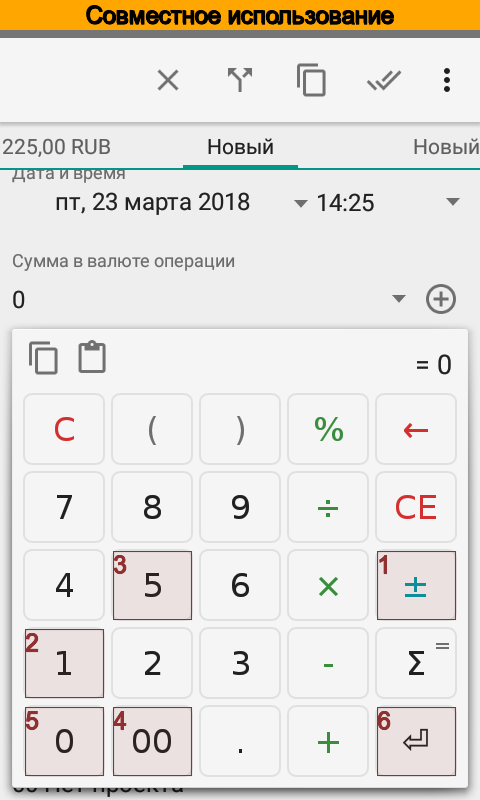 Совместное использование
225,00 RUB Новый Новый
Дата и время
пт, 23 марта 2018 14:25
Сумма в валюте операции
0
= 0
C ( ) % ←
7 8 9 ÷ CE
3 5 1 ±
4 6 ×
2 1
2 3 - Σ =
5 0 4 00 . + 6 ⏎
Нет проекта